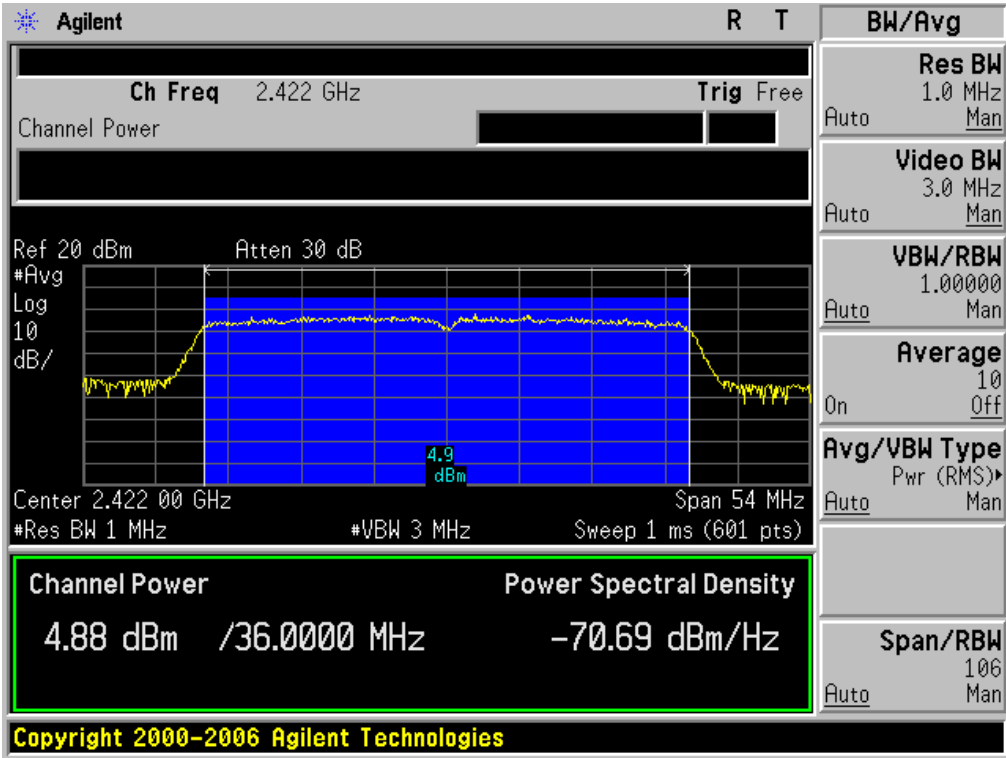 Agilent
R T
BW/Avg
Ch Freq 2.422 GHz
Trig Free
Channel Power
Ref 20 dBm
Atten 30 dB
#Avg
Log
10
dB/
4.9
dBm
Center 2.422 00 GHz
Span 54 MHz
#Res BW 1 MHz
#VBW 3 MHz
Sweep 1 ms (601 pts)
Channel Power
Power Spectral Density
4.88 dBm /36.0000 MHz
-70.69 dBm/Hz
Copyright 2000-2006 Agilent Technologies
Res BW
1.0 MHz
Auto Man
Video BW
3.0 MHz
Auto Man
VBW/RBW
1.00000
Auto Man
Average
10
On Off
Avg/VBW Type
Pwr (RMS)▸
Auto Man
Span/RBW
106
Auto Man